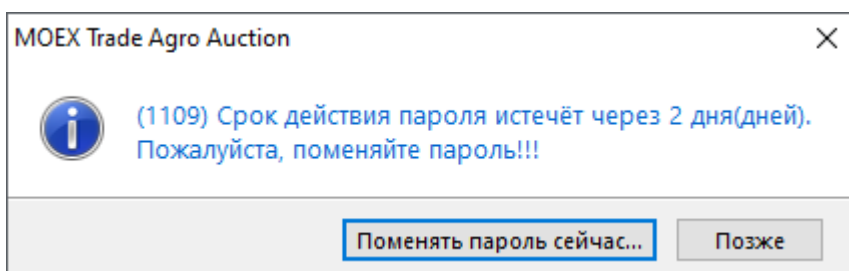 MOEX Trade Agro Auction
(1109) Срок действия пароля истечёт через 2 дня(дней).
Пожалуйста, поменяйте пароль!!!
Поменять пароль сейчас... Позже